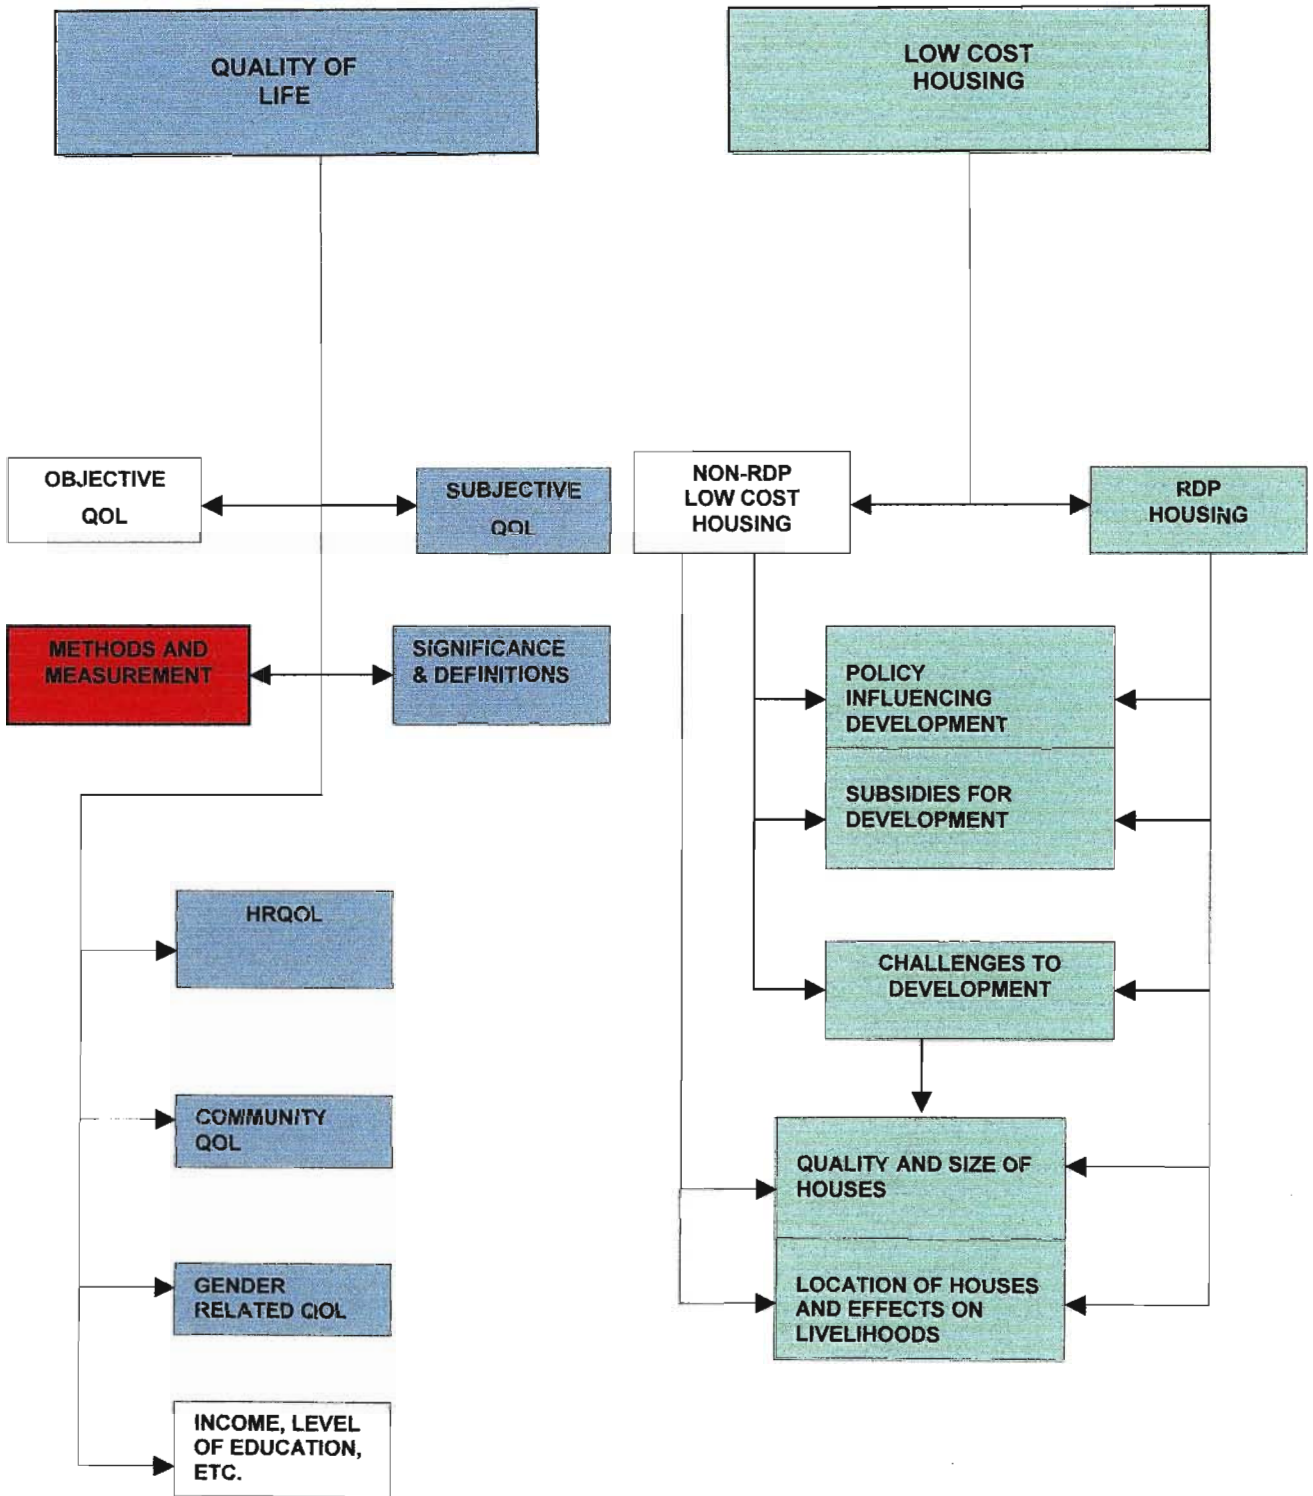 QUALITY OF
LIFE
LOW COST
HOUSING
OBJECTIVE
QOL
SUBJECTIVE
QOL
NON-RDP
LOW COST
HOUSING
RDP
HOUSING
METHODS AND
MEASUREMENT
SIGNIFICANCE
& DEFINITIONS
POLICY
INFLUENCING
DEVELOPMENT
SUBSIDIES FOR
DEVELOPMENT
HRQOL
CHALLENGES TO
DEVELOPMENT
COMMUNITY
QOL
QUALITY AND SIZE OF
HOUSES
GENDER
RELATED QOL
LOCATION OF HOUSES
AND EFFECTS ON
LIVELIHOODS
INCOME, LEVEL
OF EDUCATION,
ETC.